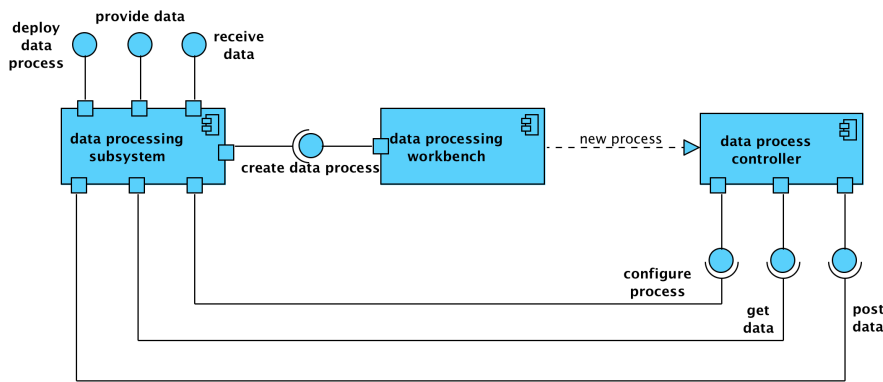 deploy
data
process
provide data
receive
data
data processing
subsystem
create data process
data processing
workbench
new process
data process
controller
configure
process
get
data
post
data